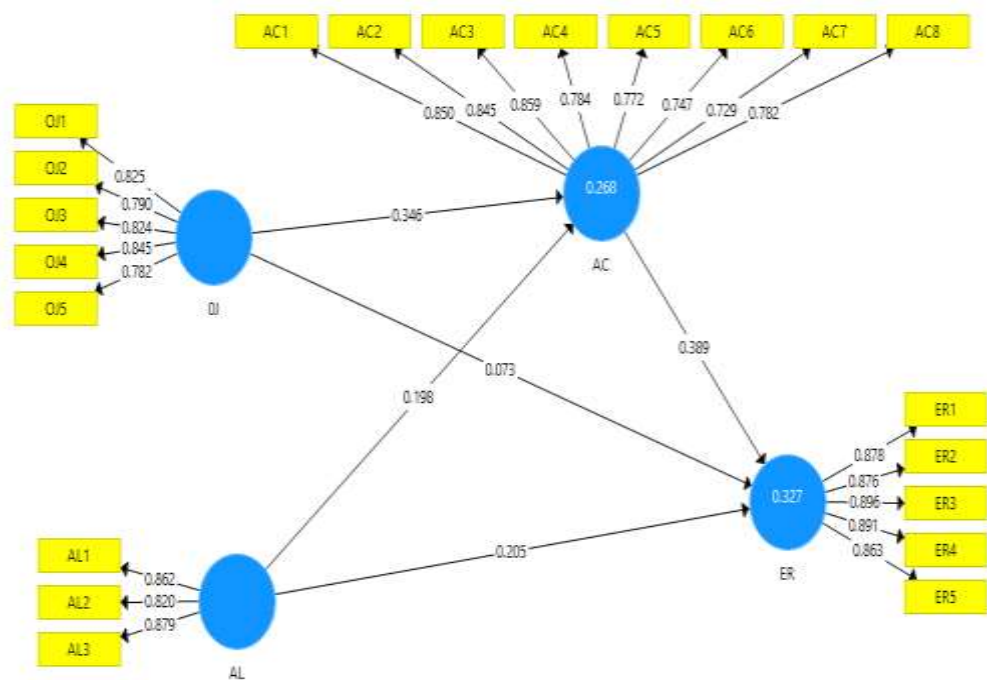 AC1 AC2 AC3 AC4 AC5 AC6 AC7 AC8
0.850 0.845 0.859 0.784 0.772 0.747 0.729 0.782
OJ1
OJ2
OJ3
OJ4
OJ5
0.825
0.790
0.824
0.845
0.782
OJ
0.346
0.268
AC
0.073
0.198
0.389
AL1
AL2
AL3
0.862
0.820
0.879
AL
0.205
0.327
ER
0.878
0.876
0.896
0.891
0.863
ER1
ER2
ER3
ER4
ER5